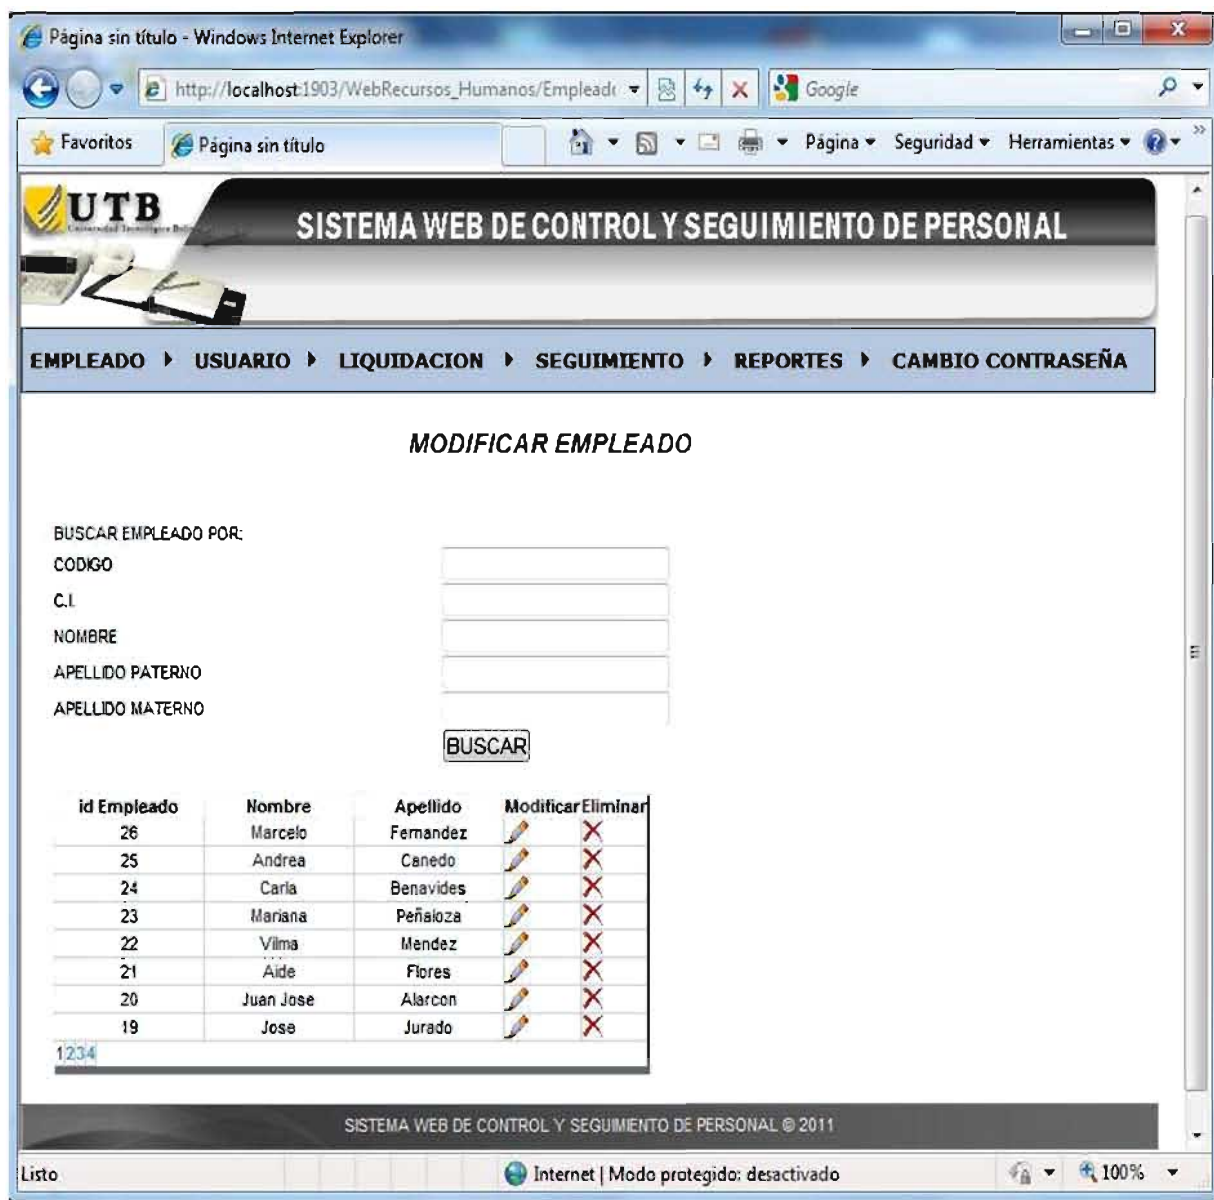 Página sin título - Windows Internet Explorer
http://localhost:1903/WebRecursos_Humanos/Emplead
Google
Favoritos
Página sin título
Página
Seguridad
Herramientas
UTB
Universidad Tecnológica
SISTEMA WEB DE CONTROL Y SEGUIMIENTO DE PERSONAL
EMPLEADO USUARIO LIQUIDACION SEGUIMIENTO REPORTES CAMBIO CONTRASEÑA
MODIFICAR EMPLEADO
BUSCAR EMPLEADO POR:
CODIGO
C.I.
NOMBRE
APELLIDO PATERNO
APELLIDO MATERNO
BUSCAR
id Empleado Nombre Apellido Modificar Eliminar
26 Marcelo Fernandez
25 Andrea Canedo
24 Carla Benavides
23 Mariana Peñaloza
22 Vilma Mendez
21 Aide Flores
20 Juan Jose Alarcon
19 Jose Jurado
1234
SISTEMA WEB DE CONTROL Y SEGUIMIENTO DE PERSONAL © 2011
Listo
Internet | Modo protegido: desactivado
100%